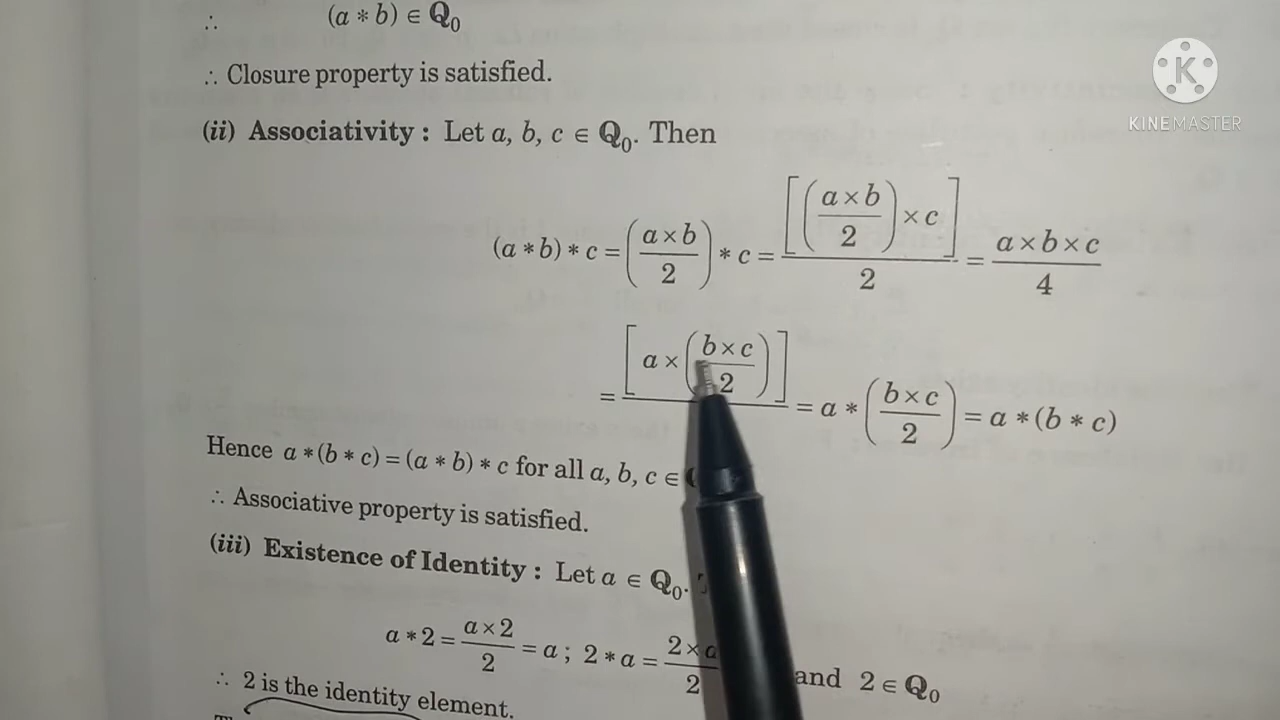 ∴ (a * b) ∈ Q₀
∴ Closure property is satisfied.
(ii) Associativity : Let a, b, c ∈ Q₀. Then
(a * b) * c = ((a × b)/2) * c = [((a × b)/2) × c]/2 = (a × b × c)/4
= [a × ((b × c)/2)]/2 = a * ((b × c)/2) = a * (b * c)
Hence a * (b * c) = (a * b) * c for all a, b, c ∈
∴ Associative property is satisfied.
(iii) Existence of Identity : Let a ∈ Q₀.
a * 2 = (a × 2)/2 = a ; 2 * a = (2 × a)/2 and 2 ∈ Q₀
∴ 2 is the identity element.
K
KINEMASTER